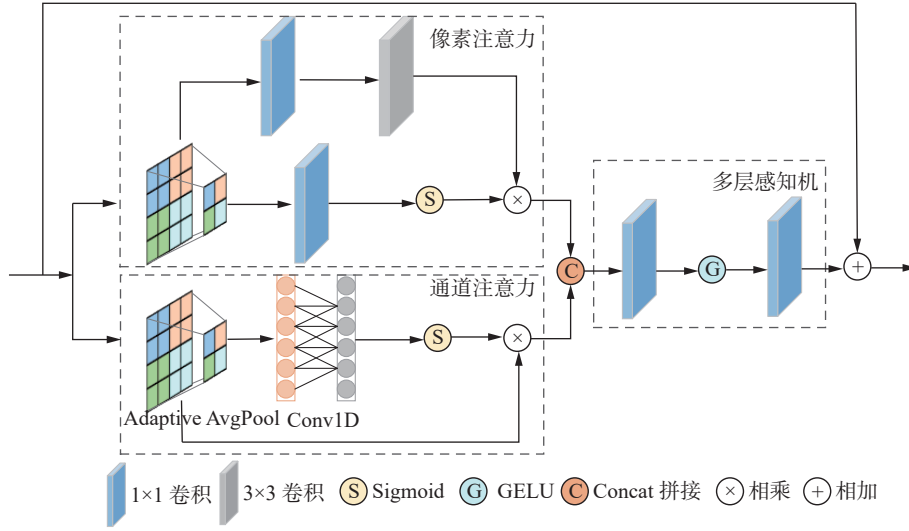 像素注意力
S
×
多层感知机
C
G
+
通道注意力
S
×
Adaptive AvgPool Conv1D
1×1 卷积
3×3 卷积
S Sigmoid
G GELU
C Concat 拼接
× 相乘
+ 相加